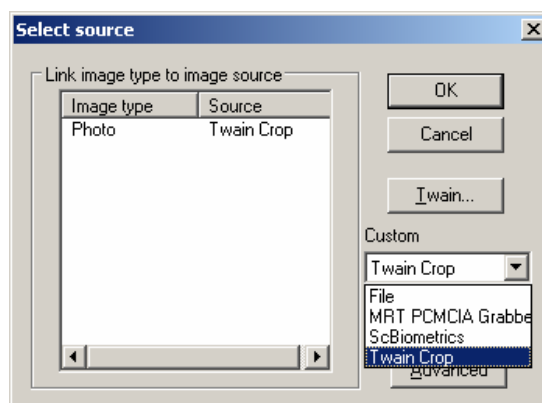 Select source
Link image type to image source
Image type Source
Photo Twain Crop
OK
Cancel
Twain...
Custom
Twain Crop
File
MRT PCMCIA Grabbe
ScBiometrics
Twain Crop
Advanced